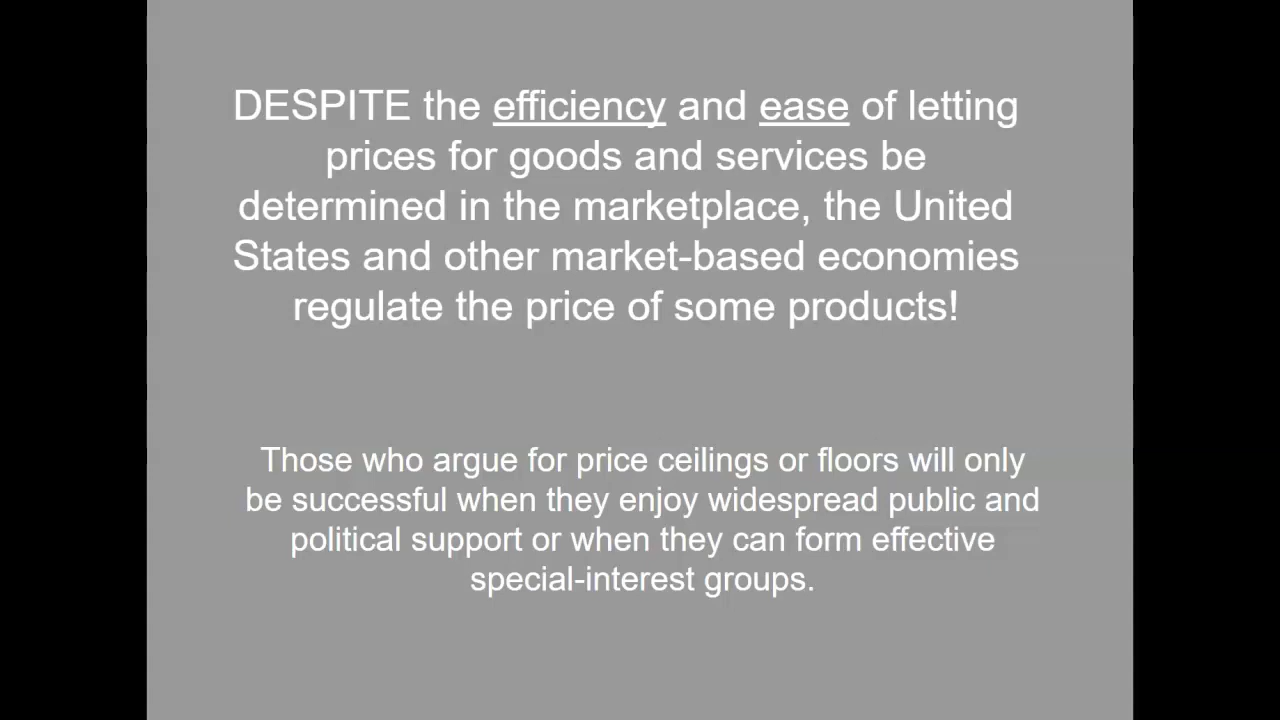 DESPITE the efficiency and ease of letting
prices for goods and services be
determined in the marketplace, the United
States and other market-based economies
regulate the price of some products!
Those who argue for price ceilings or floors will only
be successful when they enjoy widespread public and
political support or when they can form effective
special-interest groups.